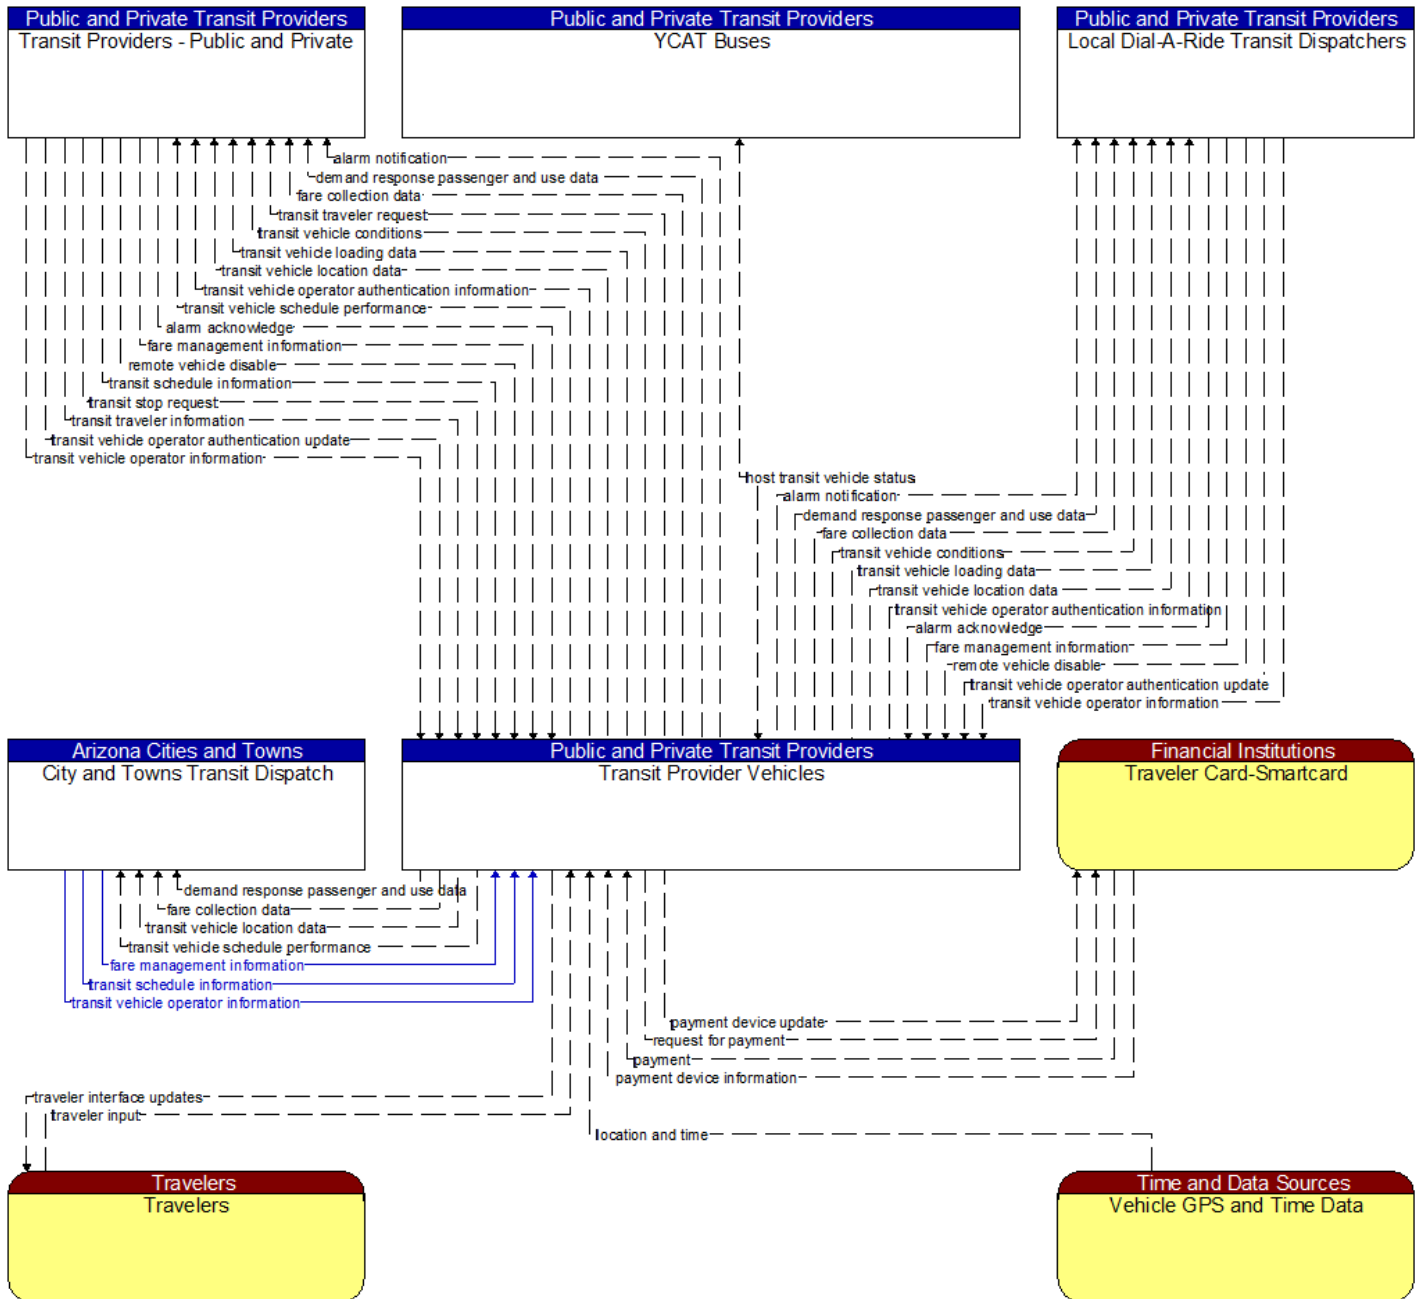 Public and Private Transit Providers
Transit Providers - Public and Private
Public and Private Transit Providers
YCAT Buses
Public and Private Transit Providers
Local Dial-A-Ride Transit Dispatchers
alarm notification
demand response passenger and use data
fare collection data
transit traveler request
transit vehicle conditions
transit vehicle loading data
transit vehicle location data
transit vehicle operator authentication information
transit vehicle schedule performance
alarm acknowledge
fare management information
remote vehicle disable
transit schedule information
transit stop request
transit traveler information
transit vehicle operator authentication update
transit vehicle operator information
host transit vehicle status
alarm notification
demand response passenger and use data
fare collection data
transit vehicle conditions
transit vehicle loading data
transit vehicle location data
transit vehicle operator authentication information
alarm acknowledge
fare management information
remote vehicle disable
transit vehicle operator authentication update
transit vehicle operator information
Arizona Cities and Towns
City and Towns Transit Dispatch
Public and Private Transit Providers
Transit Provider Vehicles
Financial Institutions
Traveler Card-Smartcard
demand response passenger and use data
fare collection data
transit vehicle location data
transit vehicle schedule performance
fare management information
transit schedule information
transit vehicle operator information
payment device update
request for payment
payment
payment device information
traveler interface updates
traveler input
location and time
Travelers
Travelers
Time and Data Sources
Vehicle GPS and Time Data